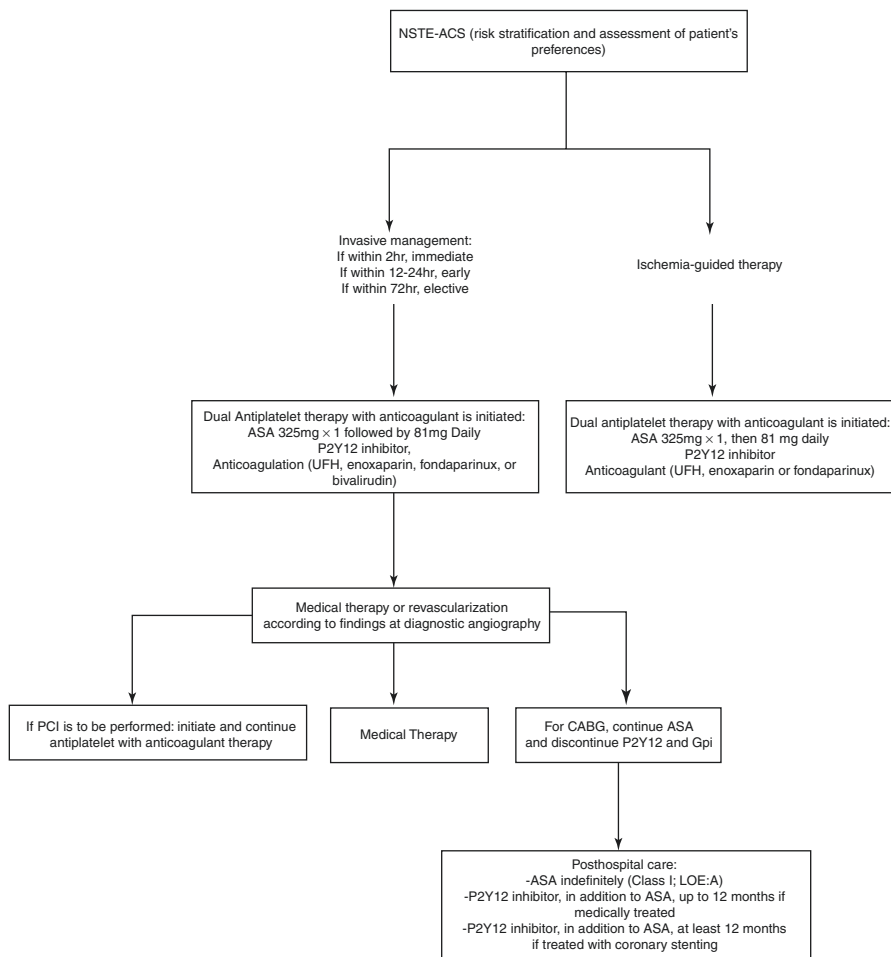 NSTE-ACS (risk stratification and assessment of patient's
preferences)
Invasive management:
If within 2hr, immediate
If within 12-24hr, early
If within 72hr, elective
Ischemia-guided therapy
Dual Antiplatelet therapy with anticoagulant is initiated:
ASA 325mg × 1 followed by 81mg Daily
P2Y12 inhibitor,
Anticoagulation (UFH, enoxaparin, fondaparinux, or
bivalirudin)
Dual antiplatelet therapy with anticoagulant is initiated:
ASA 325mg × 1, then 81 mg daily
P2Y12 inhibitor
Anticoagulant (UFH, enoxaparin or fondaparinux)
Medical therapy or revascularization
according to findings at diagnostic angiography
If PCI is to be performed: initiate and continue
antiplatelet with anticoagulant therapy
Medical Therapy
For CABG, continue ASA
and discontinue P2Y12 and Gpi
Posthospital care:
-ASA indefinitely (Class I; LOE:A)
-P2Y12 inhibitor, in addition to ASA, up to 12 months if
medically treated
-P2Y12 inhibitor, in addition to ASA, at least 12 months
if treated with coronary stenting